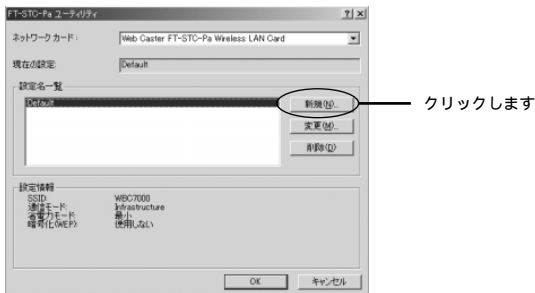 FT-STC-Pa ユーティリティ
ネットワークカード:
Web Caster FT-STC-Pa Wireless LAN Card
現在の設定:
Default
設定名一覧
Default
新規(N)...
クリックします
変更(M)...
削除(D)
設定情報
SSID: WBC7000
通信モード: Infrastructure
省電力モード: 最小
暗号化(WEP): 使用しない
OK
キャンセル